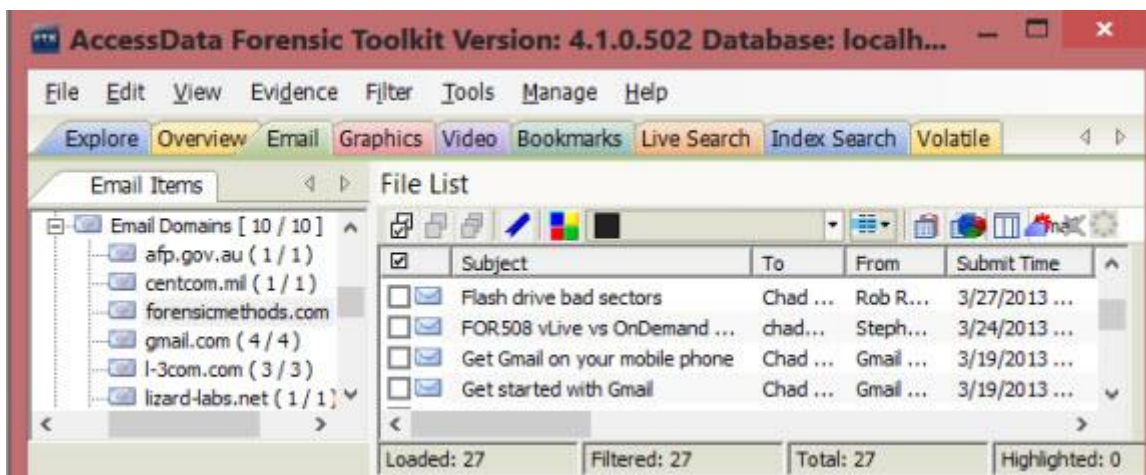 AccessData Forensic Toolkit Version: 4.1.0.502 Database: localh...
File Edit View Evidence Filter Tools Manage Help
Explore Overview Email Graphics Video Bookmarks Live Search Index Search Volatile
Email Items
File List
Email Domains [ 10 / 10 ]
afp.gov.au ( 1 / 1 )
centcom.mil ( 1 / 1 )
forensicmethods.com
gmail.com ( 4 / 4 )
l-3com.com ( 3 / 3 )
lizard-labs.net ( 1 / 1 )
Subject To From Submit Time
Flash drive bad sectors Chad ... Rob R... 3/27/2013 ...
FOR508 vLive vs OnDemand ... chad... Steph... 3/24/2013 ...
Get Gmail on your mobile phone Chad ... Gmail ... 3/19/2013 ...
Get started with Gmail Chad ... Gmail ... 3/19/2013 ...
Loaded: 27 Filtered: 27 Total: 27 Highlighted: 0